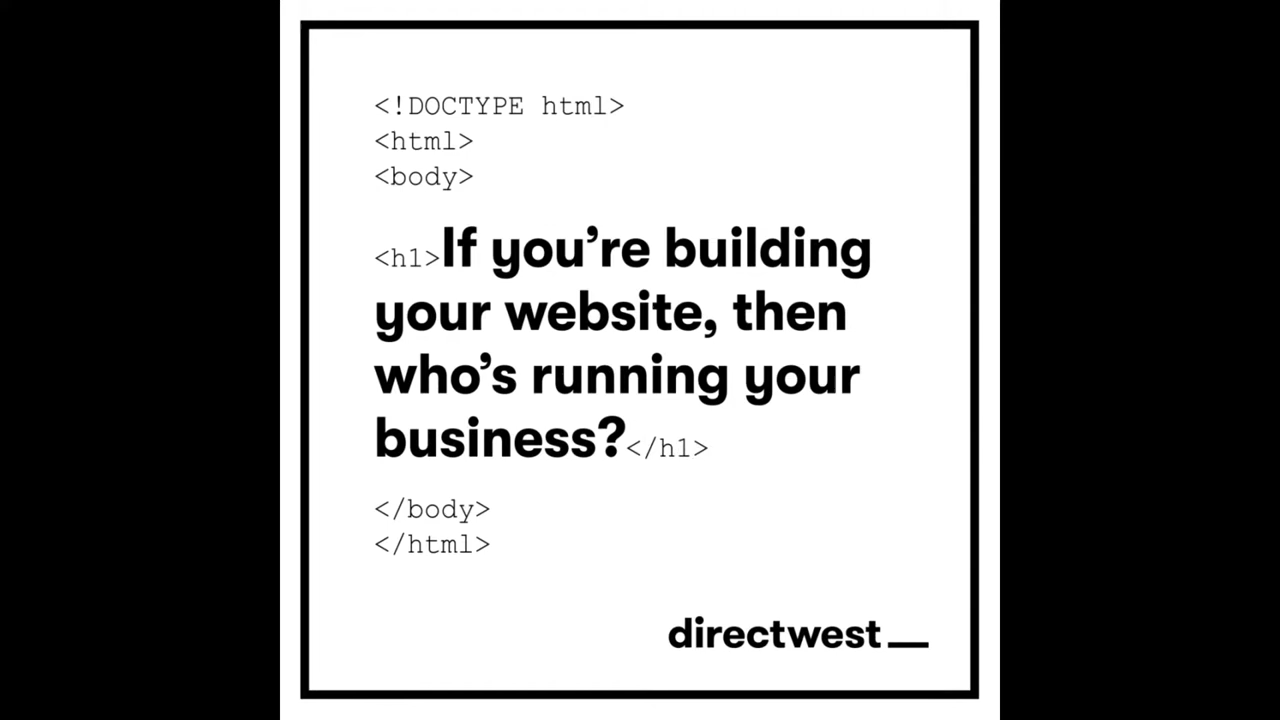 <!DOCTYPE html>
<html>
<body>
<h1>If you’re building
your website, then
who’s running your
business?</h1>
</body>
</html>
directwest